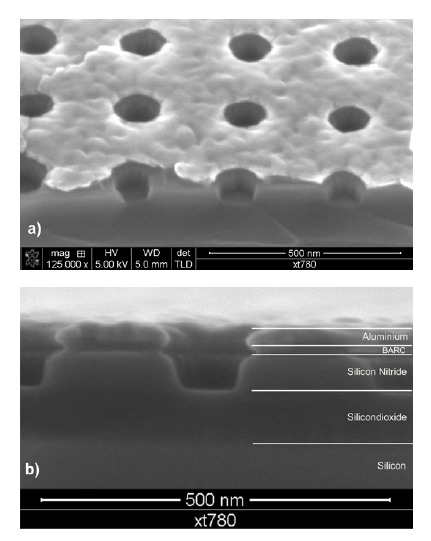 a)
mag HV WD det 500 nm
125 000 x 5.00 kV 5.0 mm TLD xt780
Aluminium
BARC
Silicon Nitride
Silicondioxide
b)
Silicon
500 nm
xt780